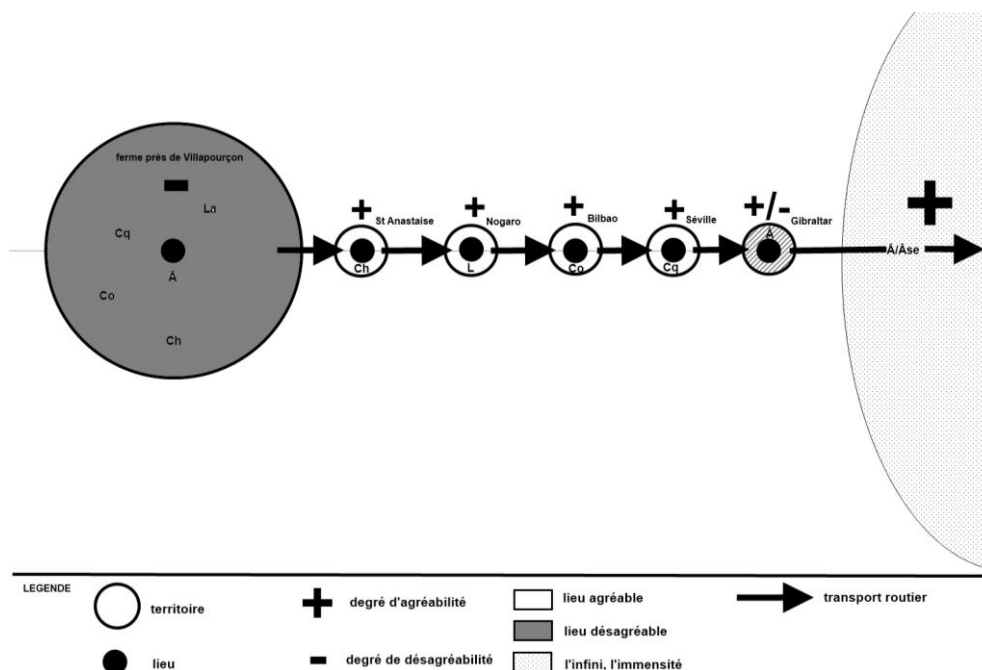 ferme près de Villapourçon
La
Cq
Â
Co
Ch
+ + + + +/- +
St Anastaise Nogaro Bilbao Séville Gibraltar
Ch L Co Cq Â Â/Âse
LEGENDE
territoire
lieu
+ degré d'agréabilité
- degré de désagréabilité
lieu agréable
lieu désagréable
l'infini, l'immensité
transport routier